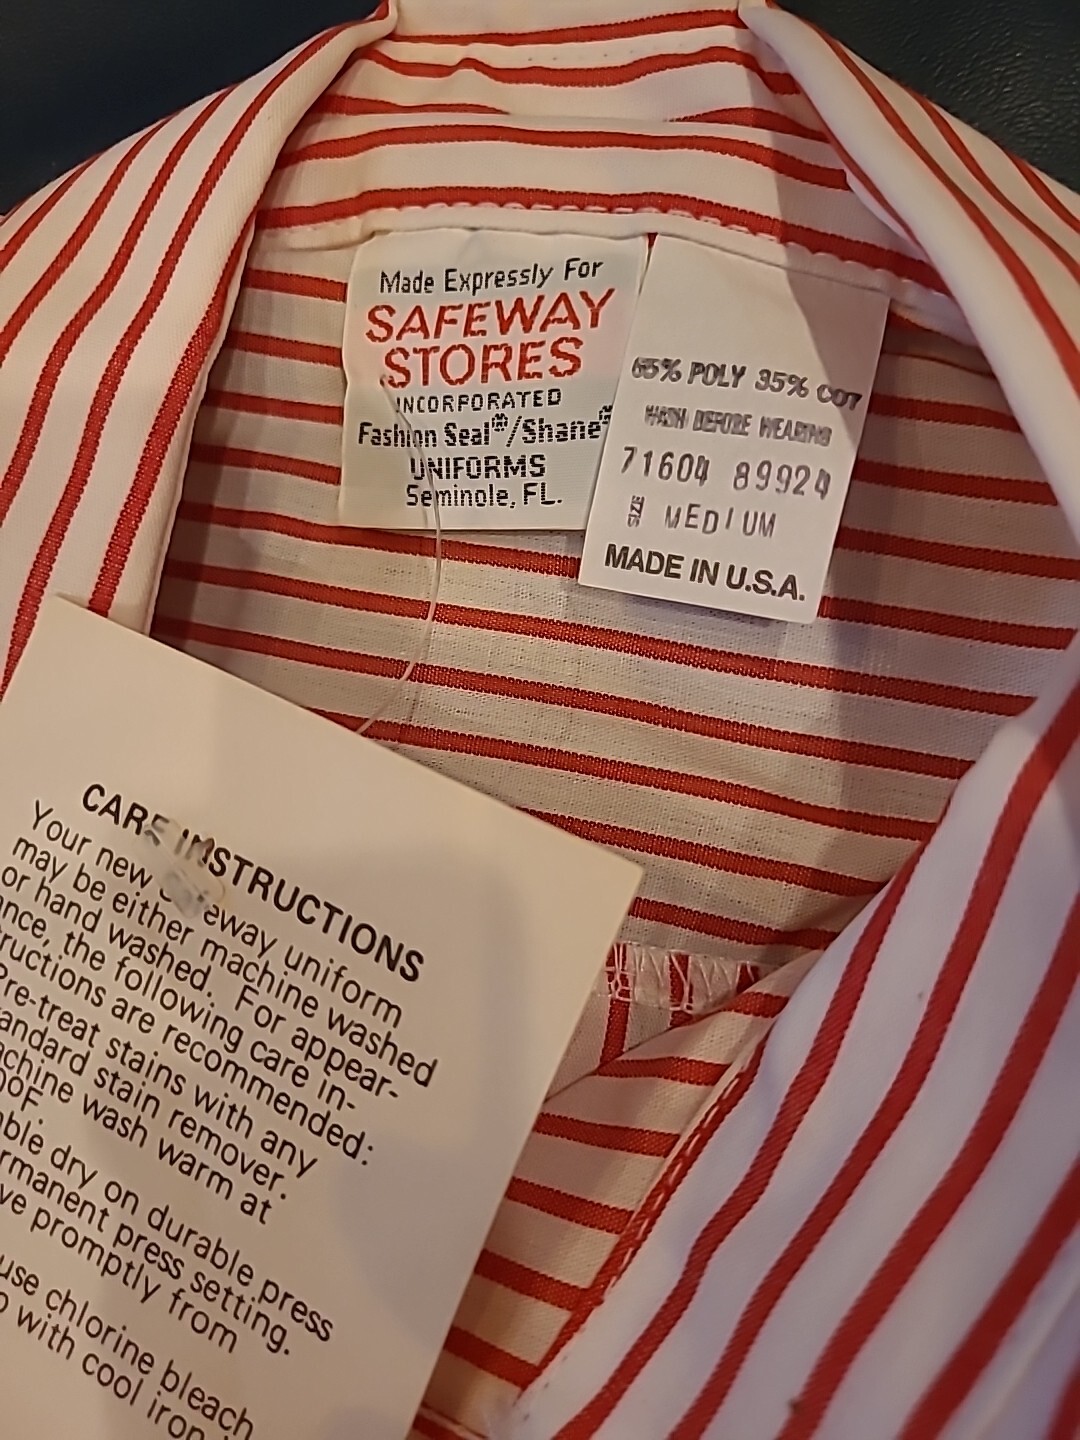 Made Expressly For
SAFEWAY
STORES
INCORPORATED
Fashion Seal®/Shane®
UNIFORMS
Seminole, FL.
65% POLY 35% COT
WASH BEFORE WEARING
71604 89924
SIZE MEDIUM
MADE IN U.S.A.
CARE INSTRUCTIONS
Your new Safeway uniform
may be either machine washed
or hand washed. For appear-
ance, the following care in-
structions are recommended:
Pre-treat stains with any
standard stain remover.
machine wash warm at
dry on durable press
permanent press setting.
promptly from
use chlorine bleach
with cool iron